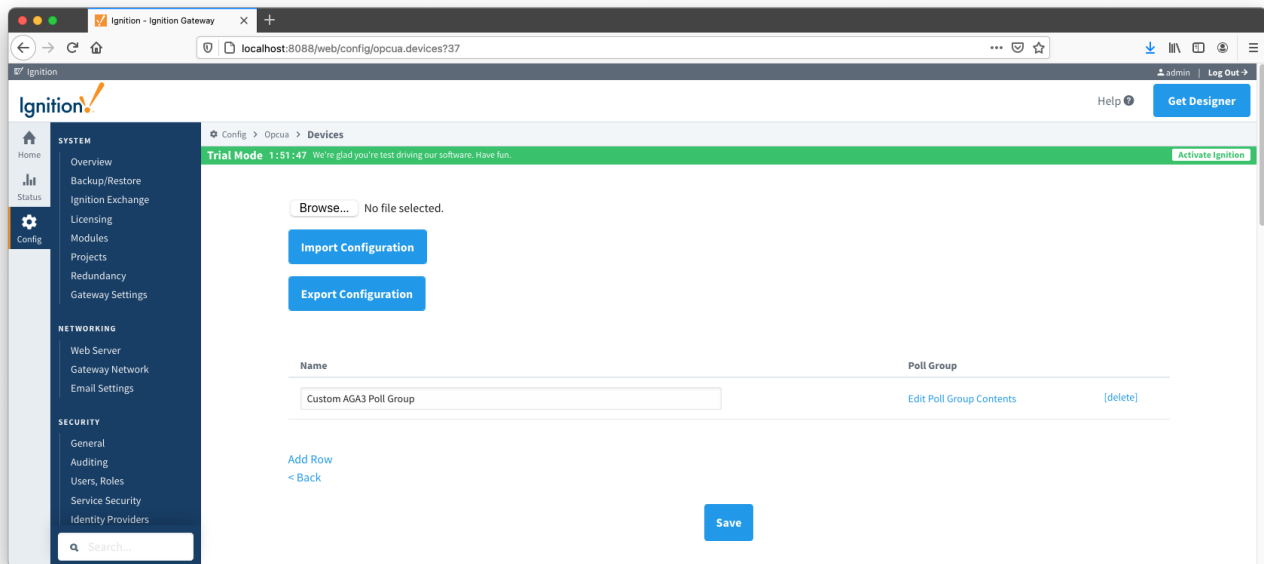 Ignition - Ignition Gateway
localhost:8088/web/config/opcua.devices?37
Ignition
admin | Log Out
Ignition!
Help
Get Designer
Config > Opcua > Devices
Trial Mode 1:51:47 We're glad you're test driving our software. Have fun.
Activate Ignition
Home
Status
Config
SYSTEM
Overview
Backup/Restore
Ignition Exchange
Licensing
Modules
Projects
Redundancy
Gateway Settings
NETWORKING
Web Server
Gateway Network
Email Settings
SECURITY
General
Auditing
Users, Roles
Service Security
Identity Providers
Search...
Browse... No file selected.
Import Configuration
Export Configuration
Name Poll Group
Custom AGA3 Poll Group Edit Poll Group Contents [delete]
Add Row
< Back
Save